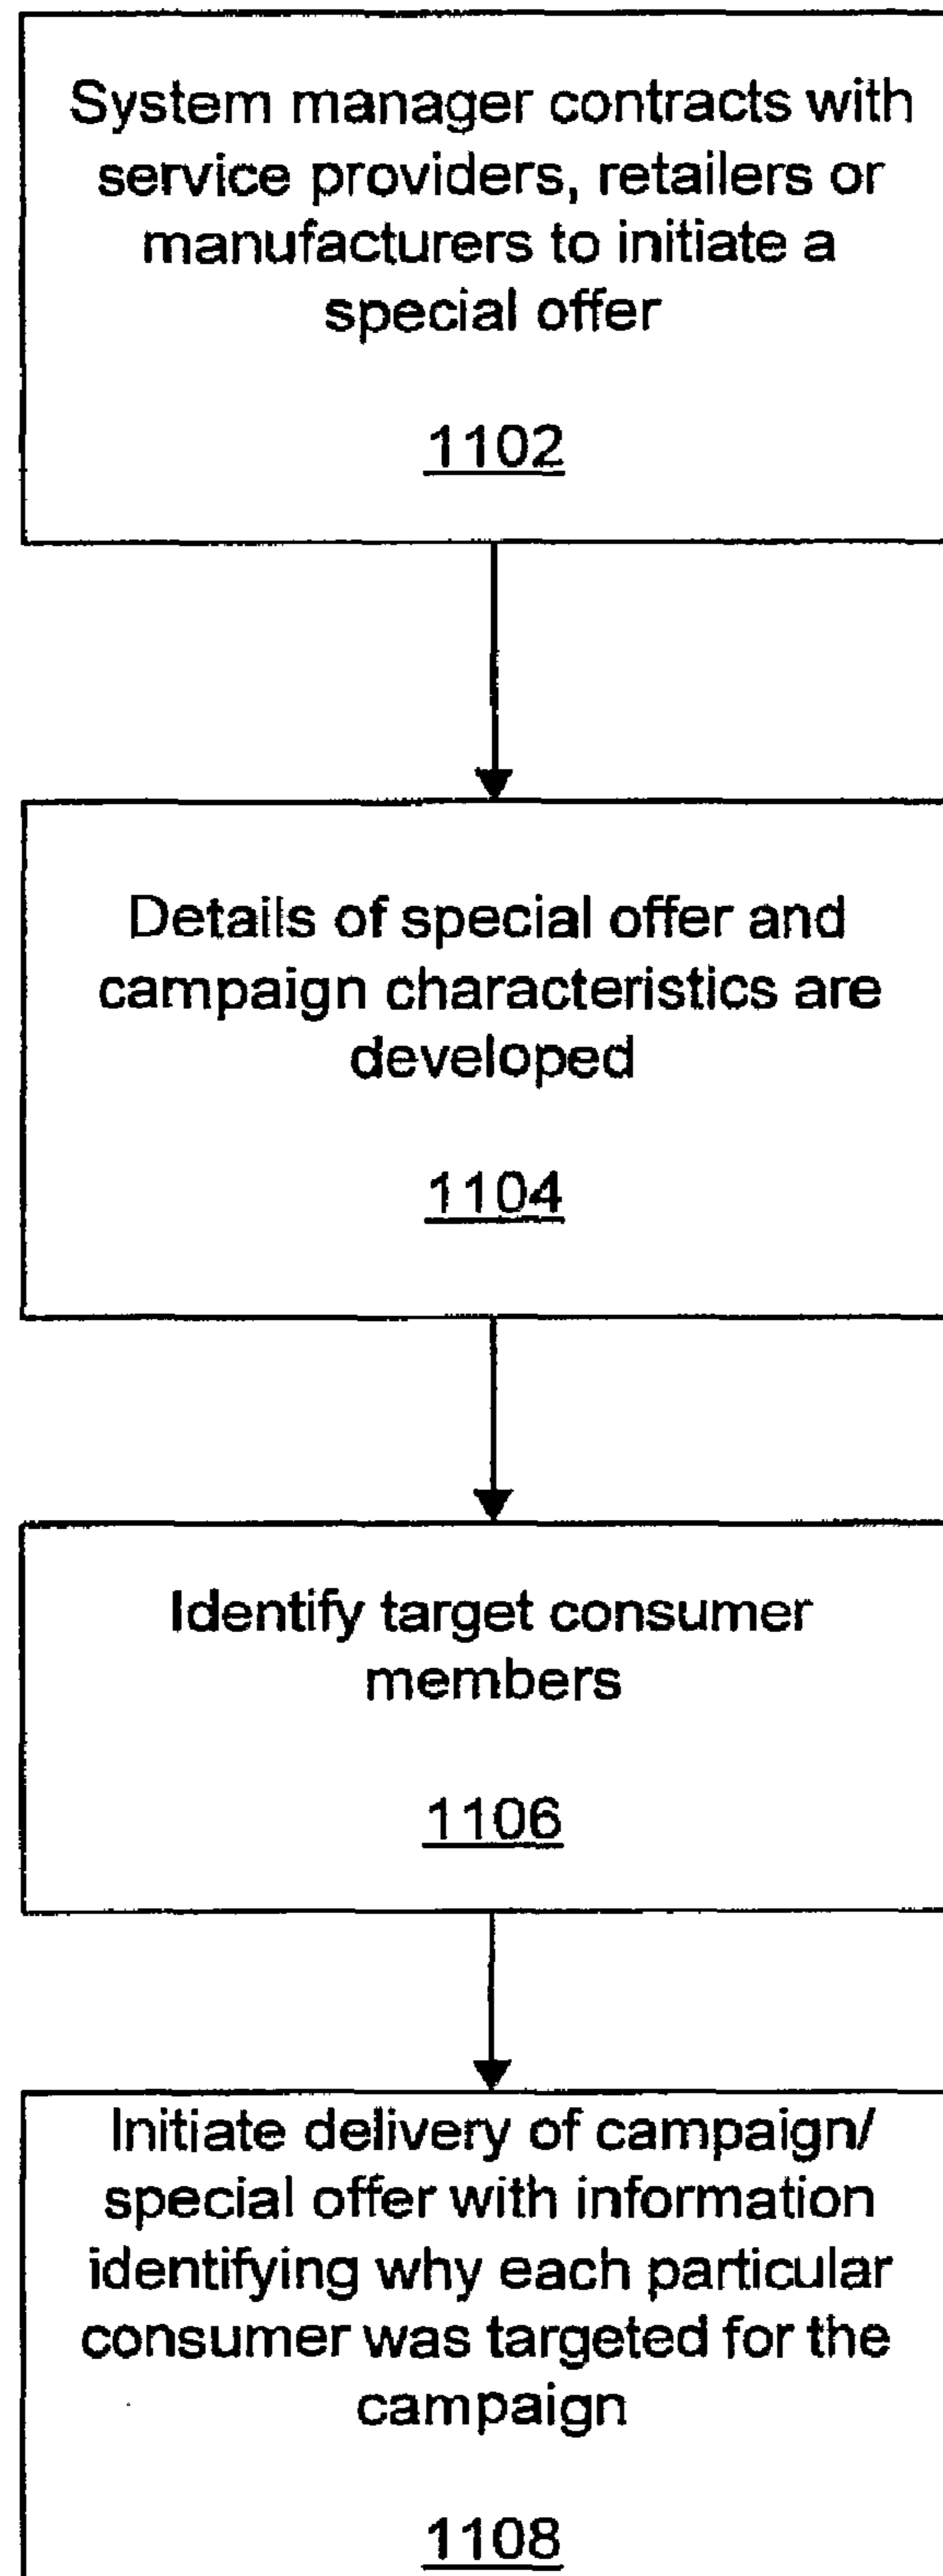 System manager contracts with
service providers, retailers or
manufacturers to initiate a
special offer
1102
Details of special offer and
campaign characteristics are
developed
1104
Identify target consumer
members
1106
Initiate delivery of campaign/
special offer with information
identifying why each particular
consumer was targeted for the
campaign
1108